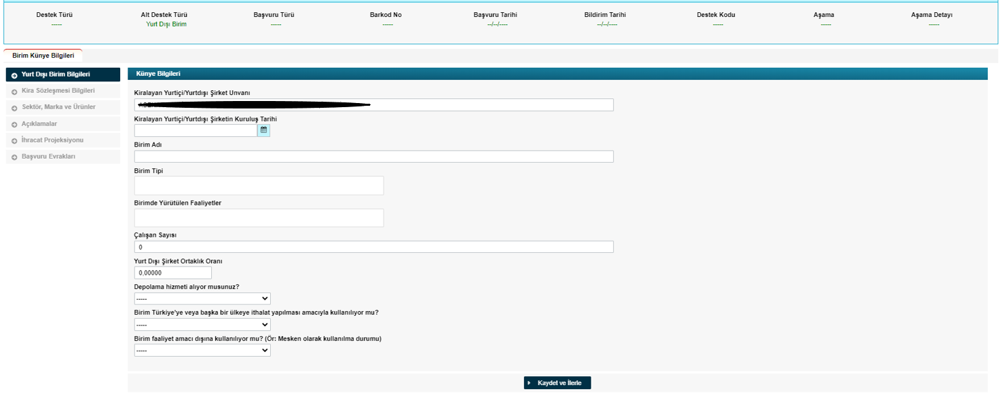 Destek Türü Alt Destek Türü Başvuru Türü Barkod No Başvuru Tarihi Bildirim Tarihi Destek Kodu Aşama Aşama Detayı
----- Yurt Dışı Birim ----- ----- --/--/---- --/--/---- ----- ----- -----
Birim Künye Bilgileri
Yurt Dışı Birim Bilgileri
Kira Sözleşmesi Bilgileri
Sektör, Marka ve Ürünler
Açıklamalar
İhracat Projeksiyonu
Başvuru Evrakları
Künye Bilgileri
Kiralayan Yurtiçi/Yurtdışı Şirket Unvanı
Kiralayan Yurtiçi/Yurtdışı Şirketin Kuruluş Tarihi
Birim Adı
Birim Tipi
Birimde Yürütülen Faaliyetler
Çalışan Sayısı
0
Yurt Dışı Şirket Ortaklık Oranı
0,00000
Depolama hizmeti alıyor musunuz?
-----
Birim Türkiye'ye veya başka bir ülkeye ithalat yapılması amacıyla kullanılıyor mu?
-----
Birim faaliyet amacı dışına kullanılıyor mu? (Ör: Mesken olarak kullanılma durumu)
-----
Kaydet ve İlerle